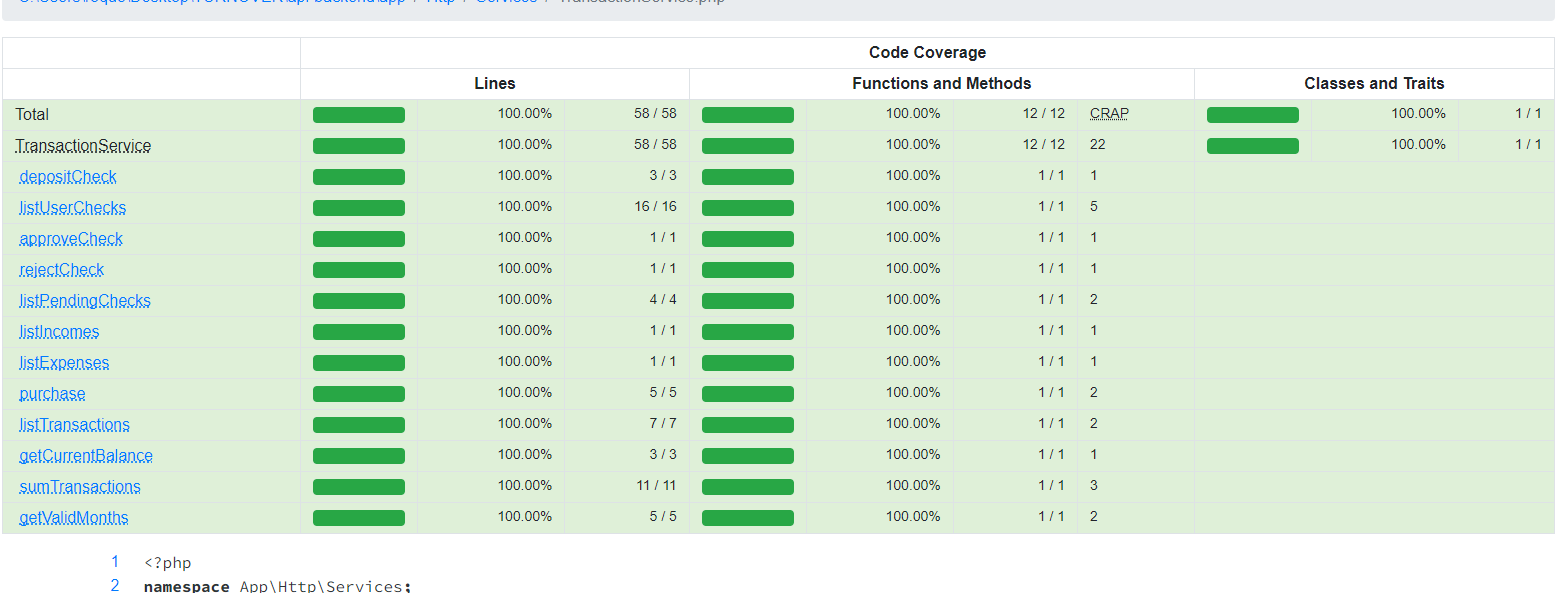 Code Coverage
Lines Functions and Methods Classes and Traits
Total 100.00% 58 / 58 100.00% 12 / 12 CRAP 100.00% 1 / 1
TransactionService 100.00% 58 / 58 100.00% 12 / 12 22 100.00% 1 / 1
depositCheck 100.00% 3 / 3 100.00% 1 / 1 1
listUserChecks 100.00% 16 / 16 100.00% 1 / 1 5
approveCheck 100.00% 1 / 1 100.00% 1 / 1 1
rejectCheck 100.00% 1 / 1 100.00% 1 / 1 1
listPendingChecks 100.00% 4 / 4 100.00% 1 / 1 2
listIncomes 100.00% 1 / 1 100.00% 1 / 1 1
listExpenses 100.00% 1 / 1 100.00% 1 / 1 1
purchase 100.00% 5 / 5 100.00% 1 / 1 2
listTransactions 100.00% 7 / 7 100.00% 1 / 1 2
getCurrentBalance 100.00% 3 / 3 100.00% 1 / 1 1
sumTransactions 100.00% 11 / 11 100.00% 1 / 1 3
getValidMonths 100.00% 5 / 5 100.00% 1 / 1 2
1 <?php
2 namespace App\Http\Services;